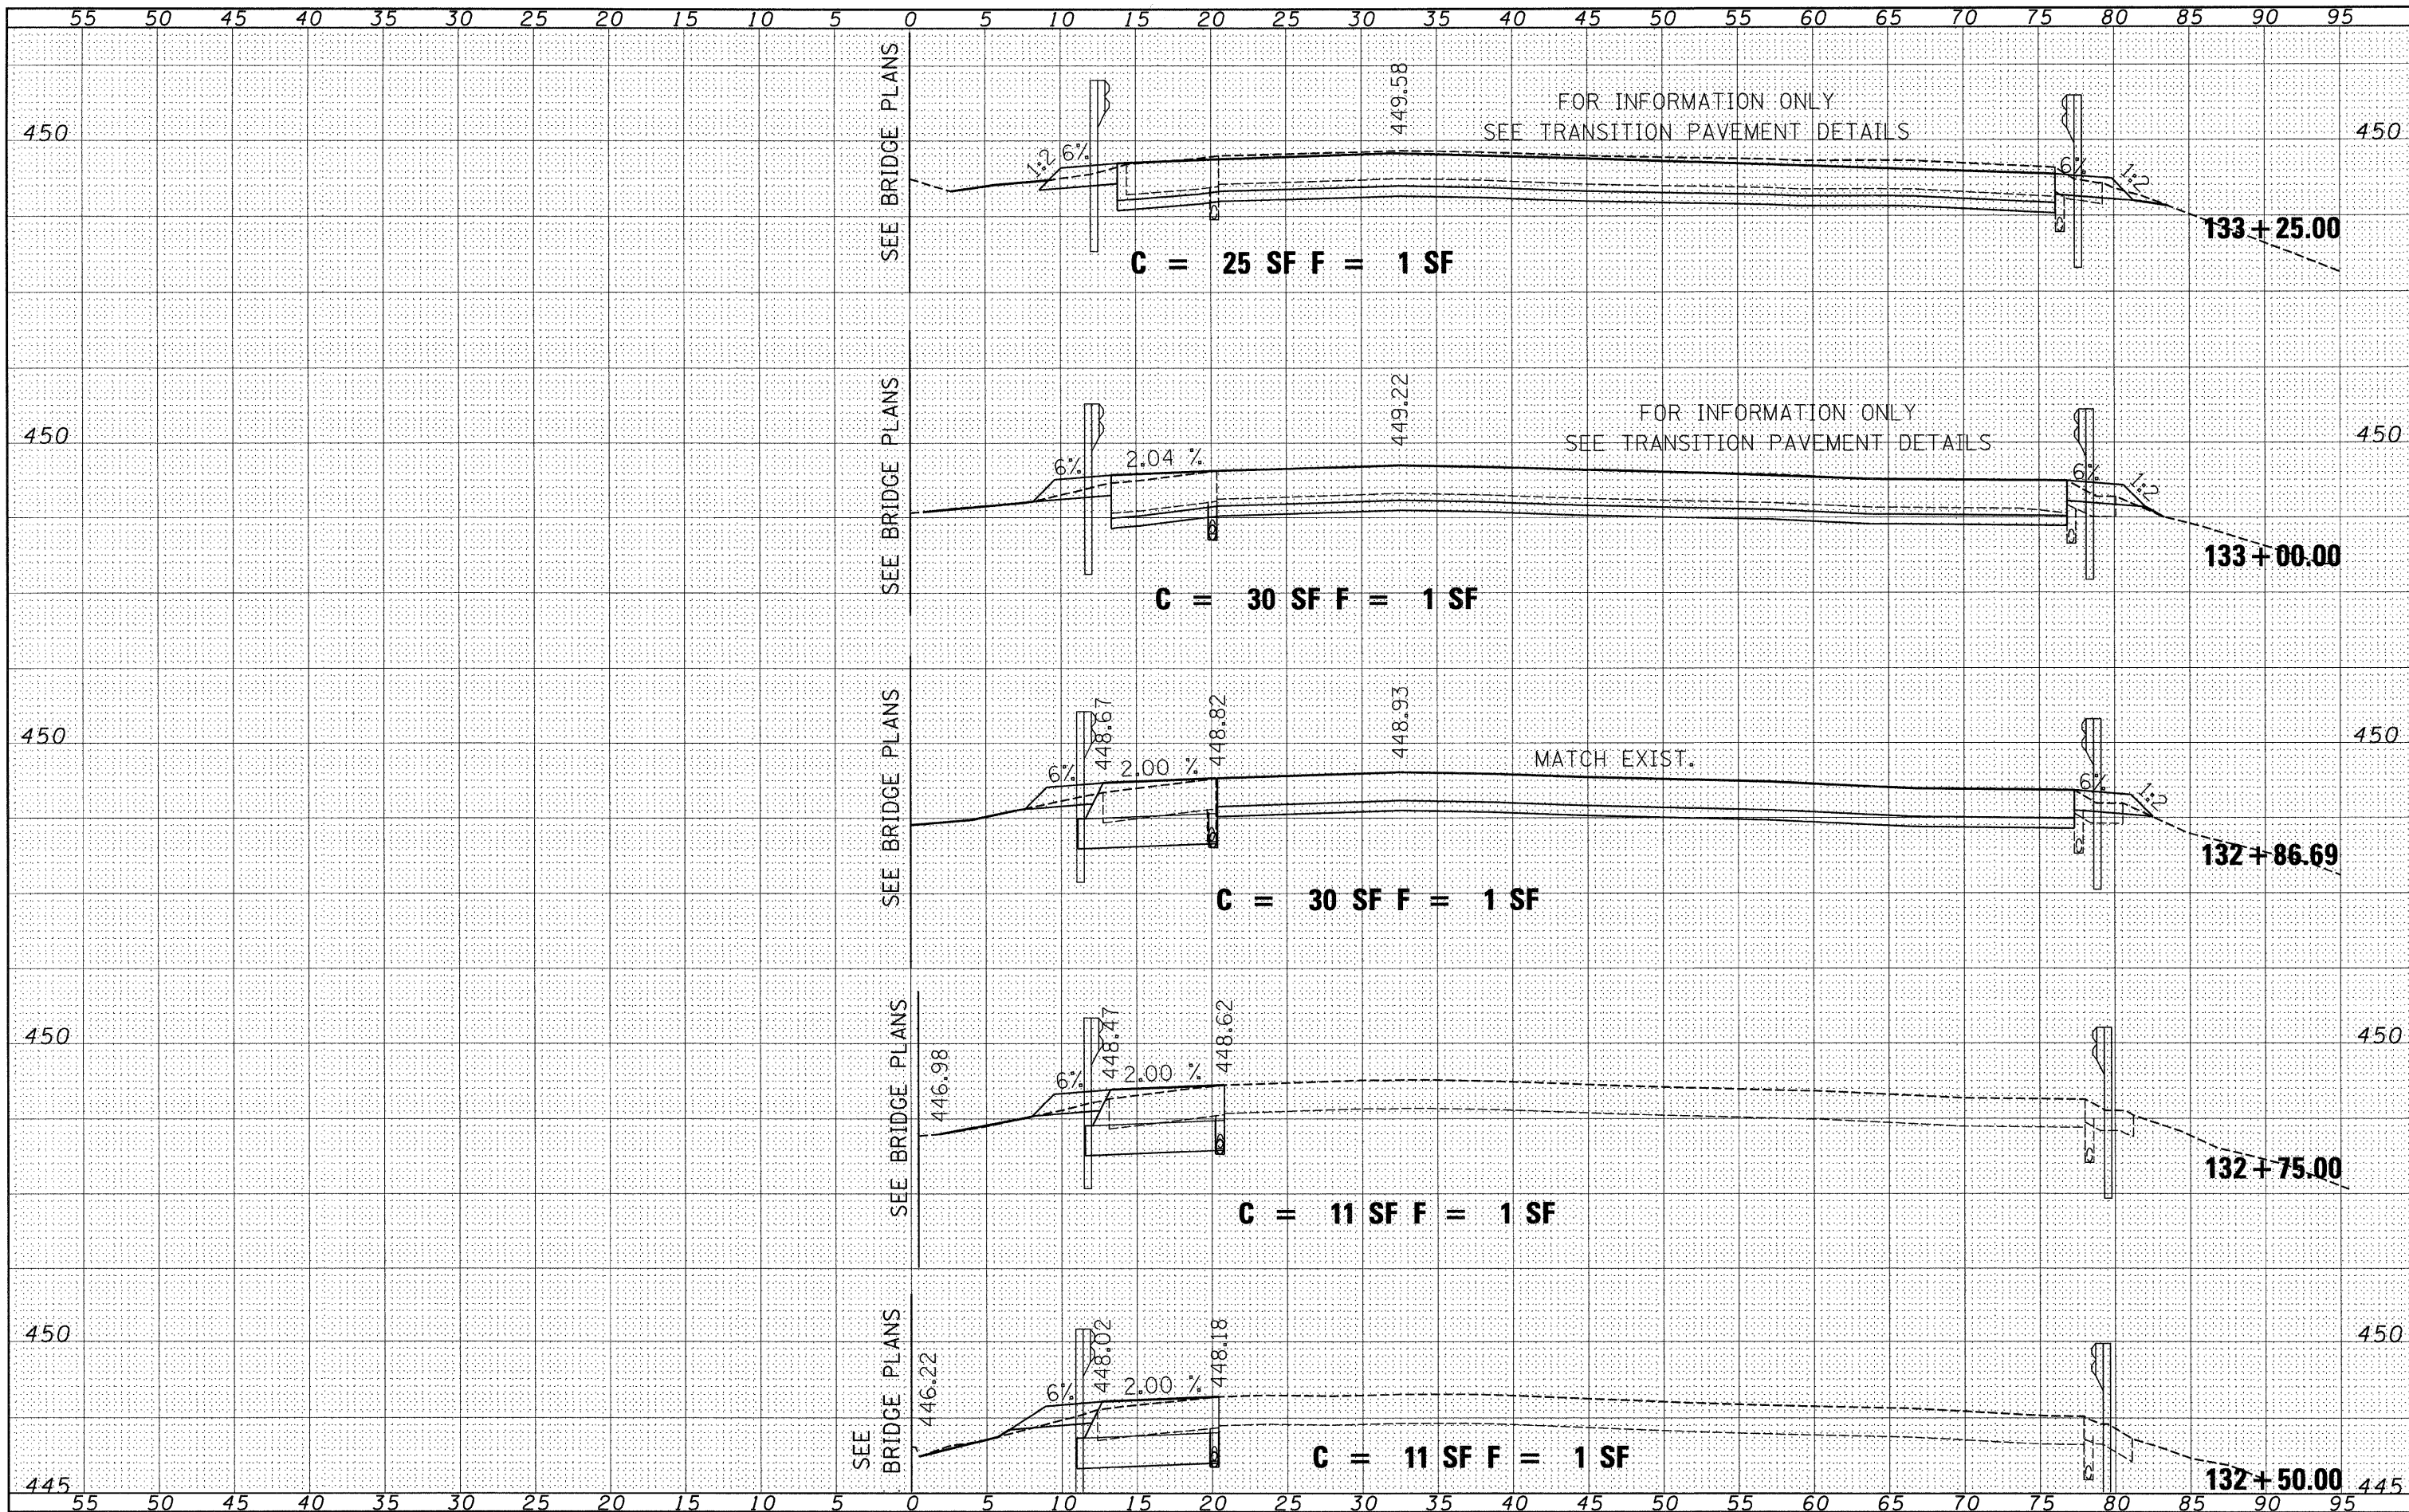 55 50 45 40 35 30 25 20 15 10 5 0 5 10 15 20 25 30 35 40 45 50 55 60 65 70 75 80 85 90 95
SEE BRIDGE PLANS
449.58
FOR INFORMATION ONLY
SEE TRANSITION PAVEMENT DETAILS
450
450
1:2
6%
6%
1:2
133+25.00
C = 25 SF F = 1 SF
SEE BRIDGE PLANS
449.22
FOR INFORMATION ONLY
SEE TRANSITION PAVEMENT DETAILS
450
450
6%
2.04 %
6%
1:2
133+00.00
C = 30 SF F = 1 SF
SEE BRIDGE PLANS
448.67
448.82
448.93
450
450
MATCH EXIST.
6%
2.00 %
6%
1:2
132+86.69
C = 30 SF F = 1 SF
SEE BRIDGE PLANS
446.98
448.47
448.62
450
450
6%
2.00 %
132+75.00
C = 11 SF F = 1 SF
SEE
BRIDGE PLANS
446.22
448.02
448.18
450
450
6%
2.00 %
C = 11 SF F = 1 SF
132+50.00
445
445
55 50 45 40 35 30 25 20 15 10 5 0 5 10 15 20 25 30 35 40 45 50 55 60 65 70 75 80 85 90 95